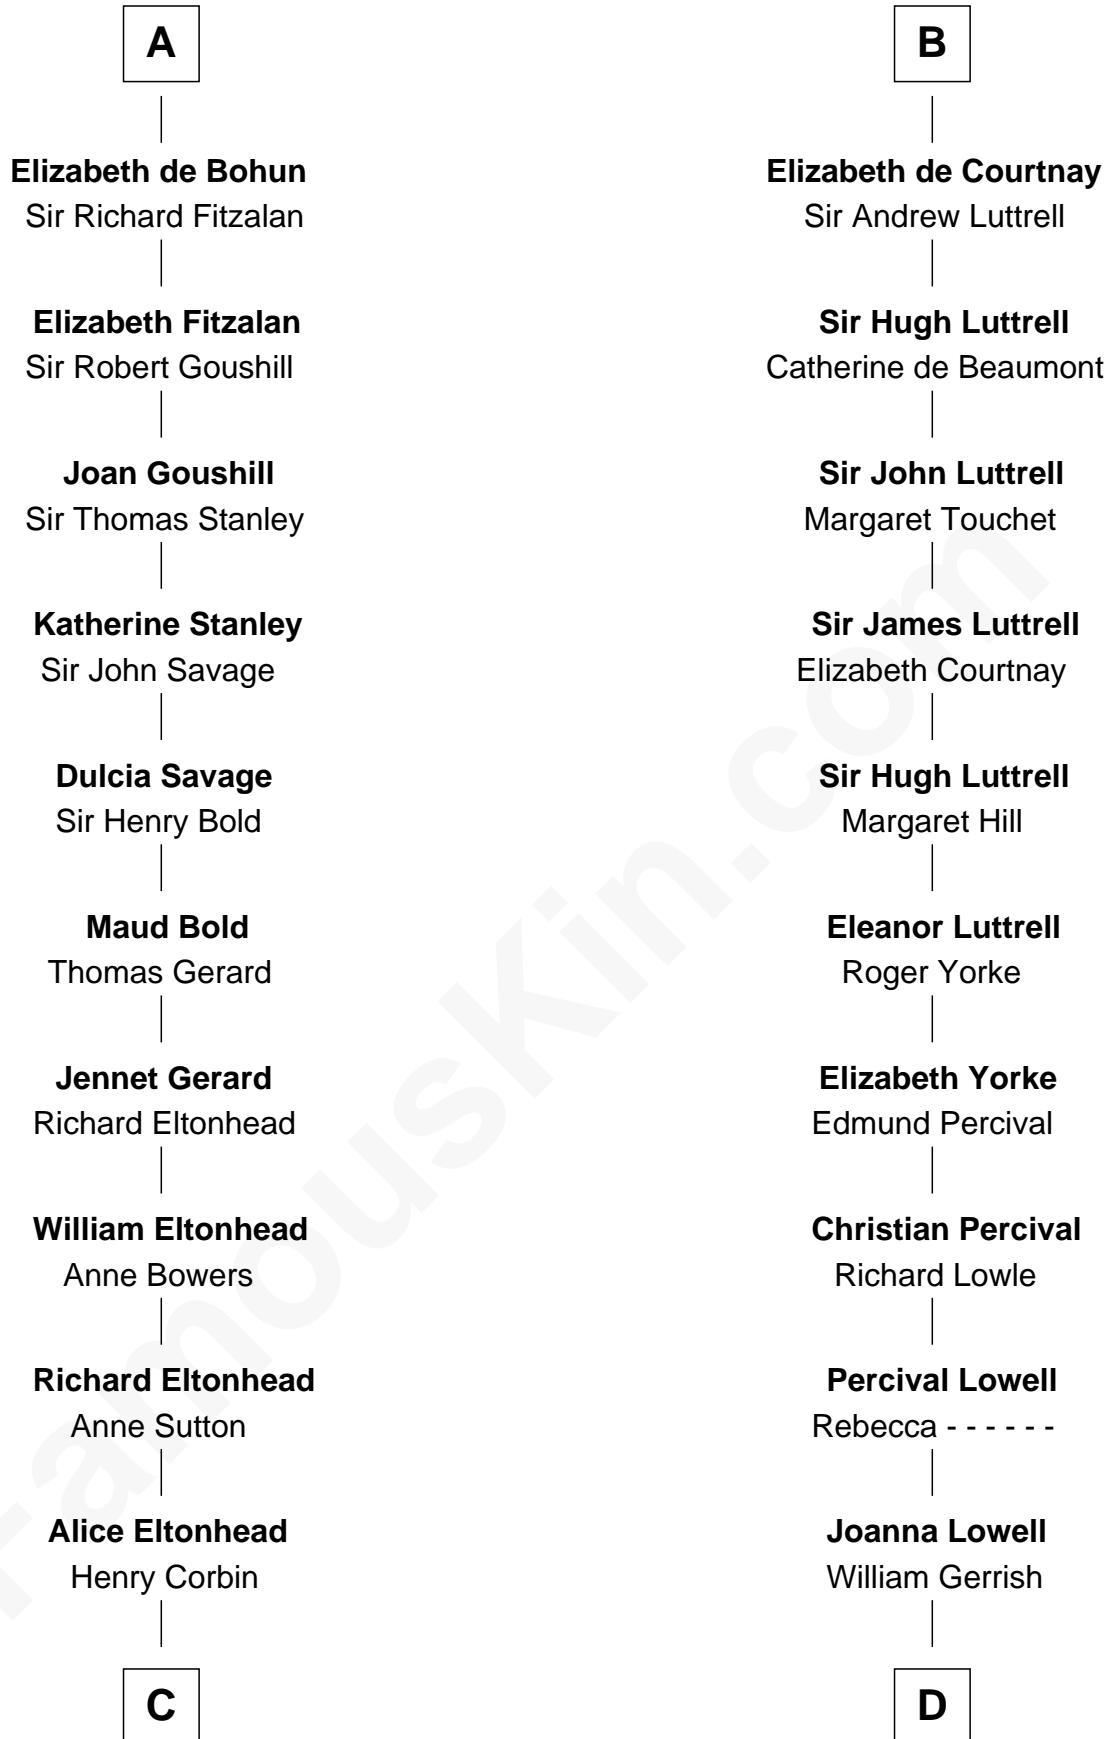 A
Elizabeth de Bohun
Sir Richard Fitzalan
Elizabeth Fitzalan
Sir Robert Goushill
Joan Goushill
Sir Thomas Stanley
Katherine Stanley
Sir John Savage
Dulcia Savage
Sir Henry Bold
Maud Bold
Thomas Gerard
Jennet Gerard
Richard Eltonhead
William Eltonhead
Anne Bowers
Richard Eltonhead
Anne Sutton
Alice Eltonhead
Henry Corbin
C
B
Elizabeth de Courtnay
Sir Andrew Luttrell
Sir Hugh Luttrell
Catherine de Beaumont
Sir John Luttrell
Margaret Touchet
Sir James Luttrell
Elizabeth Courtnay
Sir Hugh Luttrell
Margaret Hill
Eleanor Luttrell
Roger Yorke
Elizabeth Yorke
Edmund Percival
Christian Percival
Richard Lowle
Percival Lowell
Rebecca - - - - - -
Joanna Lowell
William Gerrish
D
FamousKin.com